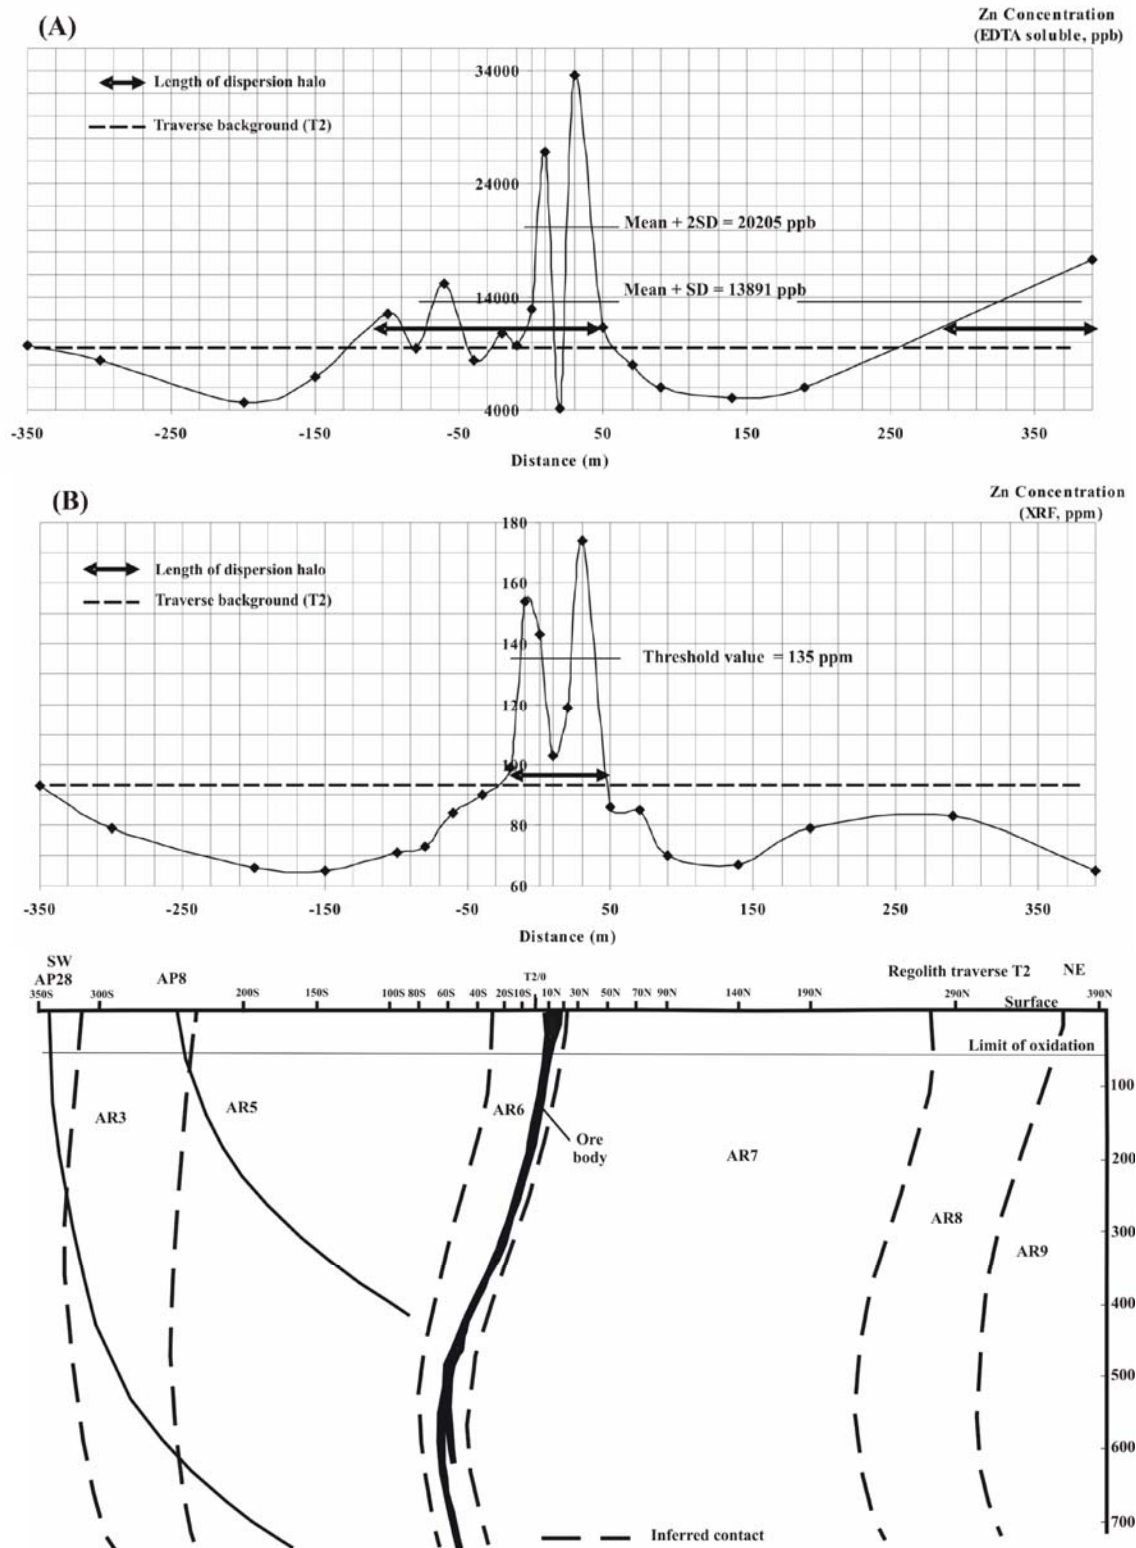 (A)
Zn Concentration
(EDTA soluble, ppb)
34000
Length of dispersion halo
Traverse background (T2)
24000
Mean + 2SD = 20205 ppb
Mean + SD = 13891 ppb
14000
4000
-350 -250 -150 -50 50 150 250 350
Distance (m)
(B)
Zn Concentration
(XRF, ppm)
180
Length of dispersion halo
160
Traverse background (T2)
140
Threshold value = 135 ppm
120
100
80
60
-350 -250 -150 -50 50 150 250 350
Distance (m)
SW
AP28 AP8 T2/0 Regolith traverse T2 NE
350S 300S 200S 150S 100S 80S 60S 40S 20S 10S 10N 30N 50N 70N 90N 140N 190N 290N 390N
Surface
Limit of oxidation
100
AR3 AR5 AR6
Ore
body
AR7
200
AR8
300
AR9
400
500
600
700
Inferred contact